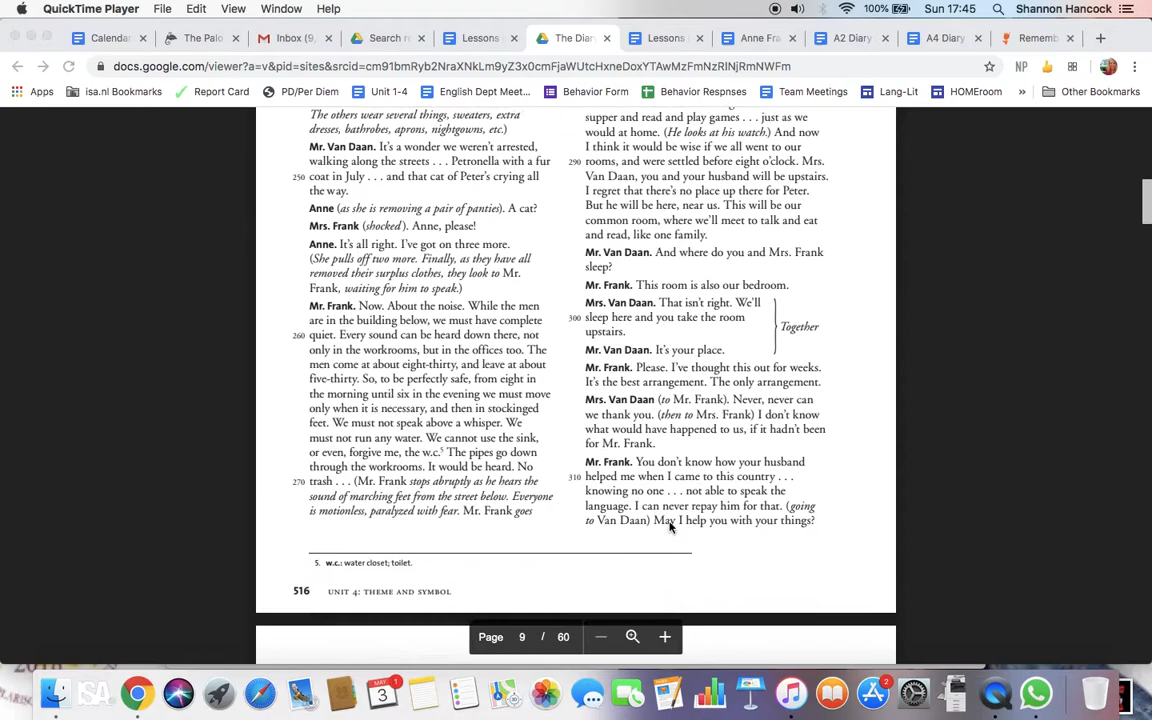 QuickTime Player File Edit View Window Help 100% Sun 17:45 Shannon Hancock
Calendar The Palo Inbox (9, Search re Lessons The Diar Lessons Anne Fra A2 Diary A4 Diary Rememb
docs.google.com/viewer?a=v&pid=sites&srcid=cm91bmRyb2NraXNkLm9yZ3x0cmFjaWUtcHxneDoxYTAwMzFmNzRlNjRmNWFm
Apps isa.nl Bookmarks Report Card PD/Per Diem Unit 1-4 English Dept Meet... Behavior Form Behavior Respnses Team Meetings Lang-Lit HOMEroom » Other Bookmarks
The others wear several things, sweaters, extra
dresses, bathrobes, aprons, nightgowns, etc.)
Mr. Van Daan. It's a wonder we weren't arrested,
walking along the streets . . . Petronella with a fur
250 coat in July . . . and that cat of Peter's crying all
the way.
Anne (as she is removing a pair of panties). A cat?
Mrs. Frank (shocked). Anne, please!
Anne. It's all right. I've got on three more.
(She pulls off two more. Finally, as they have all
removed their surplus clothes, they look to Mr.
Frank, waiting for him to speak.)
Mr. Frank. Now. About the noise. While the men
are in the building below, we must have complete
260 quiet. Every sound can be heard down there, not
only in the workrooms, but in the offices too. The
men come at about eight-thirty, and leave at about
five-thirty. So, to be perfectly safe, from eight in
the morning until six in the evening we must move
only when it is necessary, and then in stockinged
feet. We must not speak above a whisper. We
must not run any water. We cannot use the sink,
or even, forgive me, the w.c.5 The pipes go down
through the workrooms. It would be heard. No
270 trash . . . (Mr. Frank stops abruptly as he hears the
sound of marching feet from the street below. Everyone
is motionless, paralyzed with fear. Mr. Frank goes
supper and read and play games . . . just as we
would at home. (He looks at his watch.) And now
I think it would be wise if we all went to our
290 rooms, and were settled before eight o'clock. Mrs.
Van Daan, you and your husband will be upstairs.
I regret that there's no place up there for Peter.
But he will be here, near us. This will be our
common room, where we'll meet to talk and eat
and read, like one family.
Mr. Van Daan. And where do you and Mrs. Frank
sleep?
Mr. Frank. This room is also our bedroom.
Mrs. Van Daan. That isn't right. We'll
300 sleep here and you take the room
upstairs.
Together
Mr. Van Daan. It's your place.
Mr. Frank. Please. I've thought this out for weeks.
It's the best arrangement. The only arrangement.
Mrs. Van Daan (to Mr. Frank). Never, never can
we thank you. (then to Mrs. Frank) I don't know
what would have happened to us, if it hadn't been
for Mr. Frank.
Mr. Frank. You don't know how your husband
310 helped me when I came to this country . . .
knowing no one . . . not able to speak the
language. I can never repay him for that. (going
to Van Daan) May I help you with your things?
5. w.c.: water closet; toilet.
516 UNIT 4: THEME AND SYMBOL
Page 9 / 60